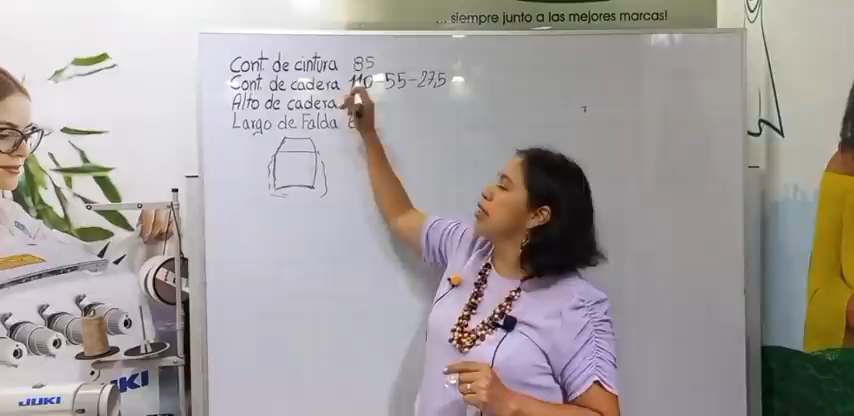 ...siempre junto a las mejores marcas!
Cont de cintura 85
Cont de cadera 110-55-27.5
Alto de cadera
Largo de Falda
JUKI
JUKI